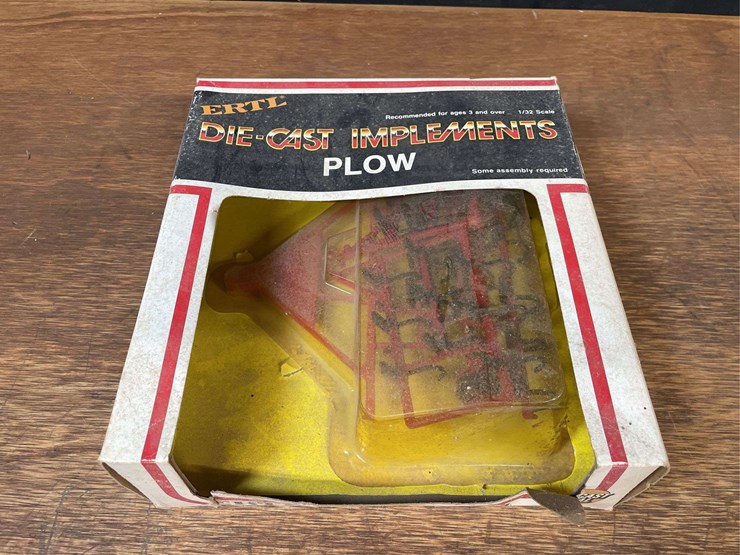 ERTL
Recommended for ages 3 and over 1/32 Scale
DIE-CAST IMPLEMENTS
PLOW
Some assembly required